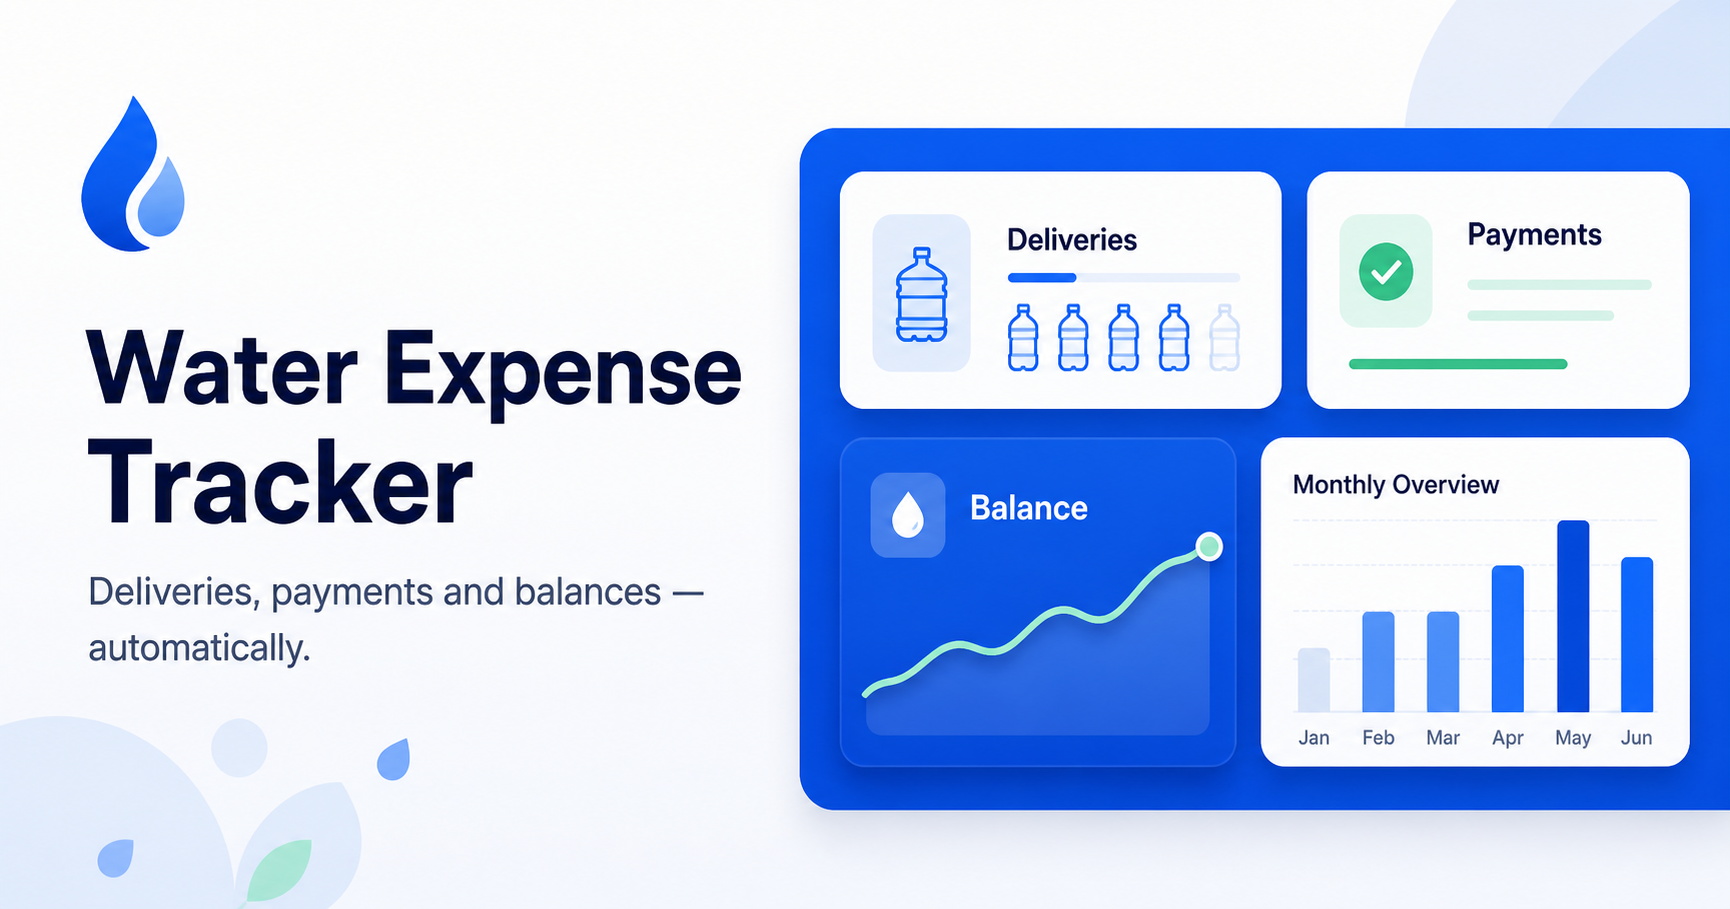 Water Expense
Tracker
Deliveries, payments and balances —
automatically.
Deliveries
Payments
Balance
Monthly Overview
Jan Feb Mar Apr May Jun